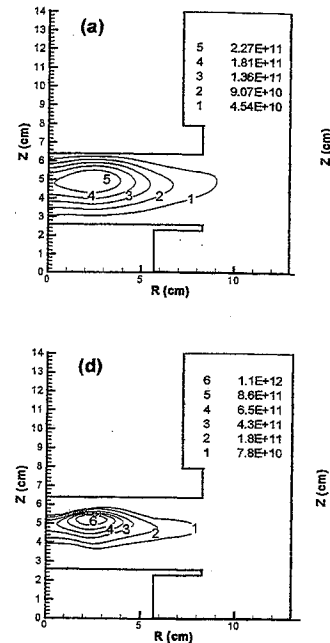 (a)
14
13
12
11
10
9
8
7
6
5
4
3
2
1
0
Z (cm)
5 2.27E+11
4 1.81E+11
3 1.36E+11
2 9.07E+10
1 4.54E+10
5
4
3
2
1
0 5 10
R (cm)
Z (cm)
(d)
14
13
12
11
10
9
8
7
6
5
4
3
2
1
0
Z (cm)
6 1.1E+12
5 8.6E+11
4 6.5E+11
3 4.3E+11
2 1.8E+11
1 7.8E+10
6
4
3
2
1
0 5 10
R (cm)
Z (cm)